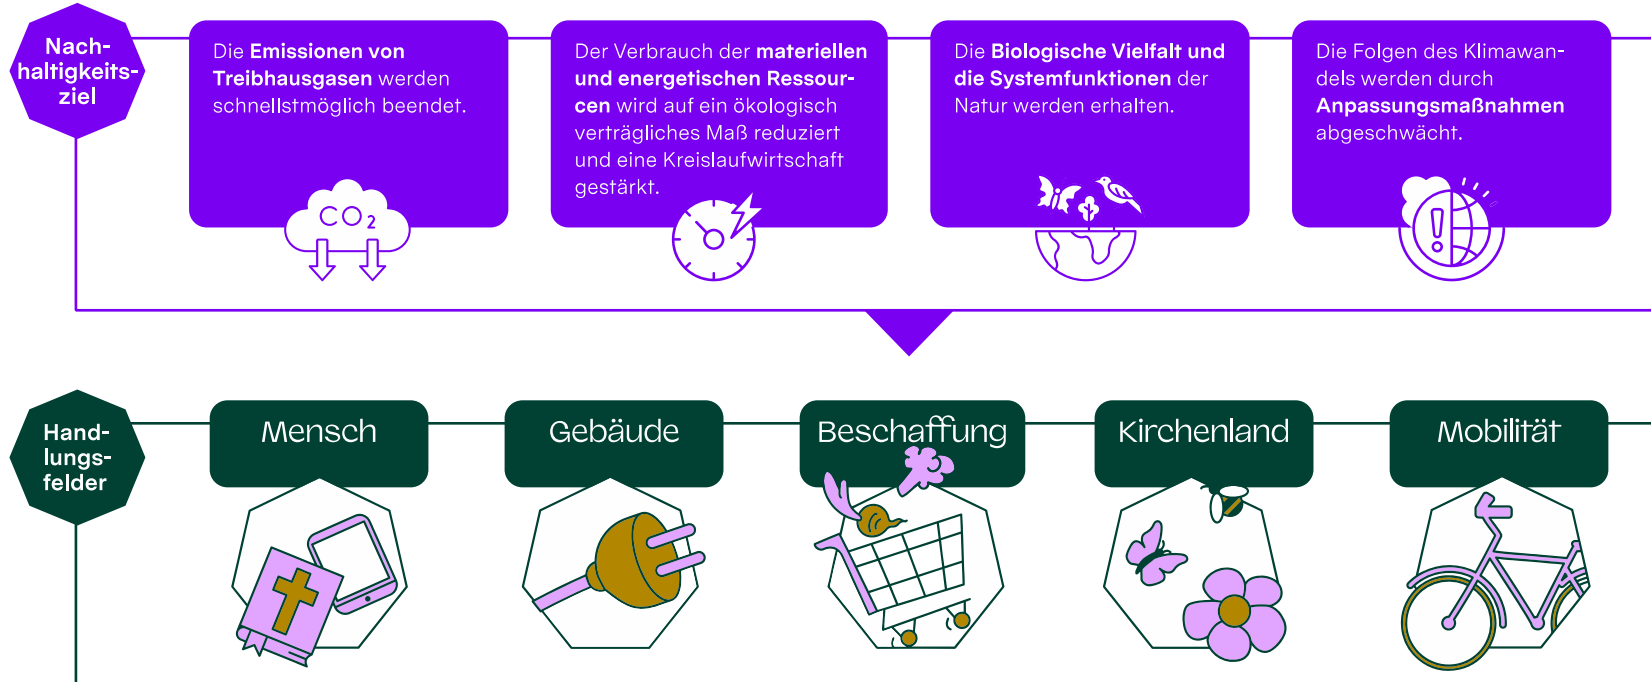 Nach-
haltigkeits-
ziel
Die Emissionen von
Treibhausgasen werden
schnellstmöglich beendet.
CO2
Der Verbrauch der materiellen
und energetischen Ressour-
cen wird auf ein ökologisch
verträgliches Maß reduziert
und eine Kreislaufwirtschaft
gestärkt.
Die Biologische Vielfalt und
die Systemfunktionen der
Natur werden erhalten.
Die Folgen des Klimawan-
dels werden durch
Anpassungsmaßnahmen
abgeschwächt.
!
Hand-
lungs-
felder
Mensch
Gebäude
Beschaffung
Kirchenland
Mobilität